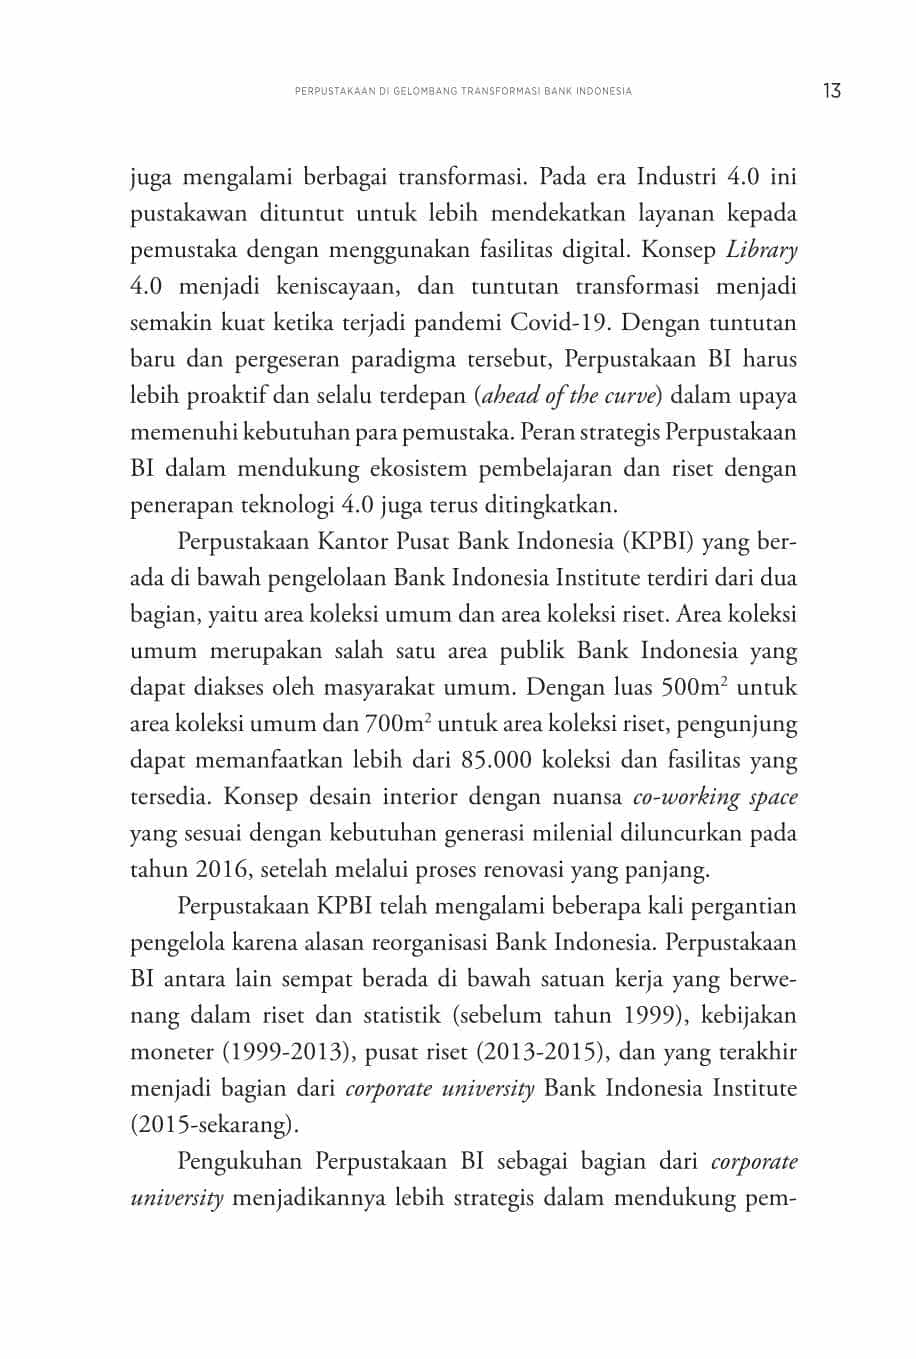 PERPUSTAKAAN DI GELOMBANG TRANSFORMASI BANK INDONESIA 13
juga mengalami berbagai transformasi. Pada era Industri 4.0 ini
pustakawan dituntut untuk lebih mendekatkan layanan kepada
pemustaka dengan menggunakan fasilitas digital. Konsep Library
4.0 menjadi keniscayaan, dan tuntutan transformasi menjadi
semakin kuat ketika terjadi pandemi Covid-19. Dengan tuntutan
baru dan pergeseran paradigma tersebut, Perpustakaan BI harus
lebih proaktif dan selalu terdepan (ahead of the curve) dalam upaya
memenuhi kebutuhan para pemustaka. Peran strategis Perpustakaan
BI dalam mendukung ekosistem pembelajaran dan riset dengan
penerapan teknologi 4.0 juga terus ditingkatkan.
Perpustakaan Kantor Pusat Bank Indonesia (KPBI) yang ber-
ada di bawah pengelolaan Bank Indonesia Institute terdiri dari dua
bagian, yaitu area koleksi umum dan area koleksi riset. Area koleksi
umum merupakan salah satu area publik Bank Indonesia yang
dapat diakses oleh masyarakat umum. Dengan luas 500m² untuk
area koleksi umum dan 700m² untuk area koleksi riset, pengunjung
dapat memanfaatkan lebih dari 85.000 koleksi dan fasilitas yang
tersedia. Konsep desain interior dengan nuansa co-working space
yang sesuai dengan kebutuhan generasi milenial diluncurkan pada
tahun 2016, setelah melalui proses renovasi yang panjang.
Perpustakaan KPBI telah mengalami beberapa kali pergantian
pengelola karena alasan reorganisasi Bank Indonesia. Perpustakaan
BI antara lain sempat berada di bawah satuan kerja yang berwe-
nang dalam riset dan statistik (sebelum tahun 1999), kebijakan
moneter (1999-2013), pusat riset (2013-2015), dan yang terakhir
menjadi bagian dari corporate university Bank Indonesia Institute
(2015-sekarang).
Pengukuhan Perpustakaan BI sebagai bagian dari corporate
university menjadikannya lebih strategis dalam mendukung pem-